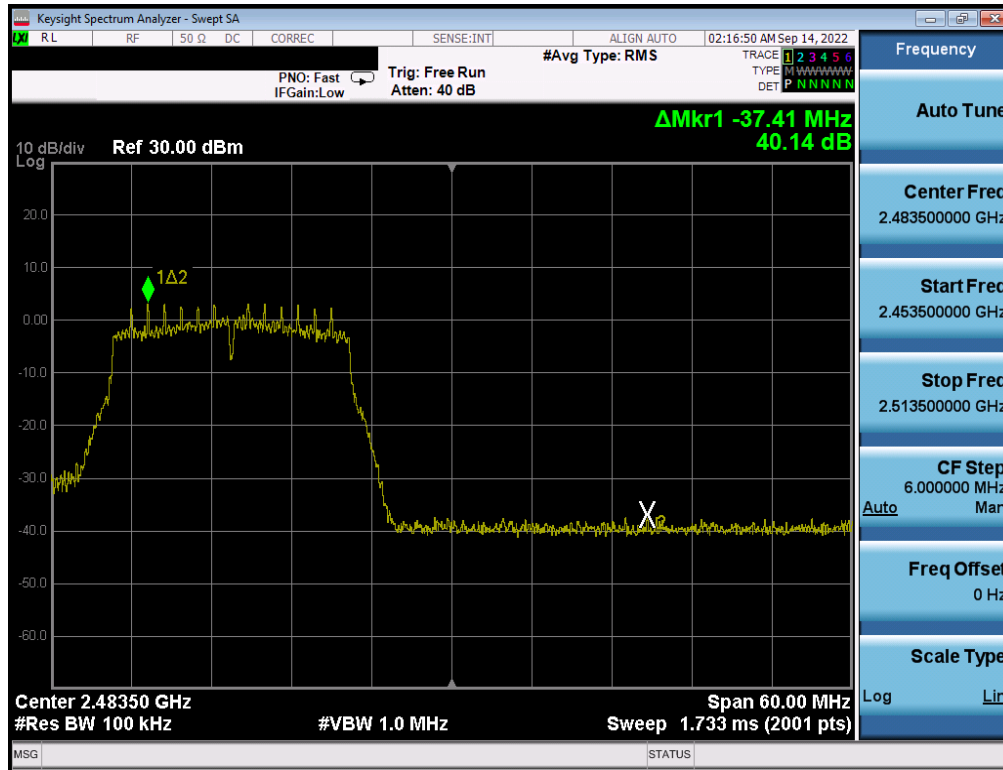 Keysight Spectrum Analyzer - Swept SA
LXI RL RF 50 Ω DC CORREC SENSE:INT ALIGN AUTO 02:16:50 AM Sep 14, 2022
PNO: Fast
IFGain:Low
Trig: Free Run
Atten: 40 dB
#Avg Type: RMS
TRACE 1 2 3 4 5 6
TYPE M WWWWW
DET P N N N N N
ΔMkr1 -37.41 MHz
40.14 dB
10 dB/div Ref 30.00 dBm
Log
20.0
10.0
0.00
-10.0
-20.0
-30.0
-40.0
-50.0
-60.0
1Δ2
X2
Center 2.48350 GHz Span 60.00 MHz
#Res BW 100 kHz #VBW 1.0 MHz Sweep 1.733 ms (2001 pts)
MSG STATUS
Frequency
Auto Tune
Center Freq
2.483500000 GHz
Start Freq
2.453500000 GHz
Stop Freq
2.513500000 GHz
CF Step
6.000000 MHz
Auto Man
Freq Offset
0 Hz
Scale Type
Log Lin